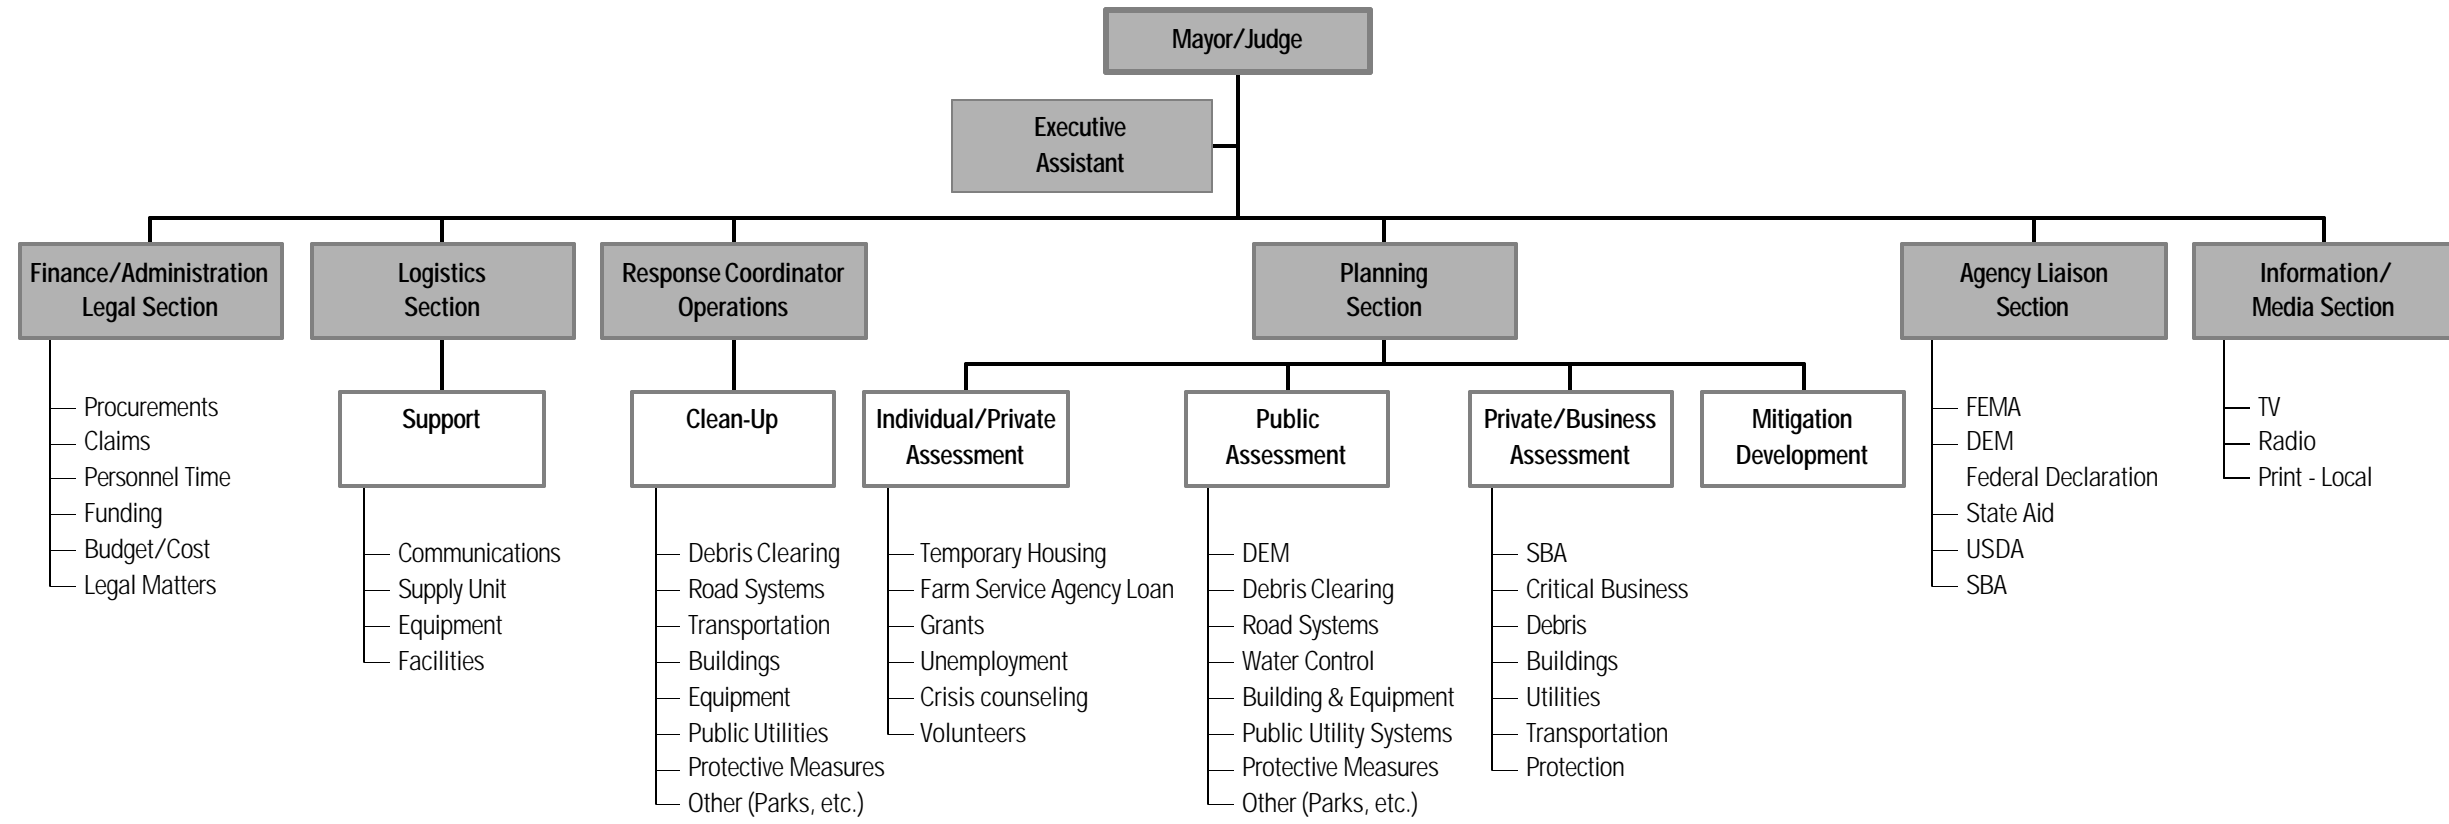 Mayor/Judge
Executive
Assistant
Finance/Administration
Legal Section
Logistics
Section
Response Coordinator
Operations
Planning
Section
Agency Liaison
Section
Information/
Media Section
Procurements
Claims
Personnel Time
Funding
Budget/Cost
Legal Matters
Support
Communications
Supply Unit
Equipment
Facilities
Clean-Up
Debris Clearing
Road Systems
Transportation
Buildings
Equipment
Public Utilities
Protective Measures
Other (Parks, etc.)
Individual/Private
Assessment
Temporary Housing
Farm Service Agency Loan
Grants
Unemployment
Crisis counseling
Volunteers
Public
Assessment
DEM
Debris Clearing
Road Systems
Water Control
Building & Equipment
Public Utility Systems
Protective Measures
Other (Parks, etc.)
Private/Business
Assessment
SBA
Critical Business
Debris
Buildings
Utilities
Transportation
Protection
Mitigation
Development
FEMA
DEM
Federal Declaration
State Aid
USDA
SBA
TV
Radio
Print - Local